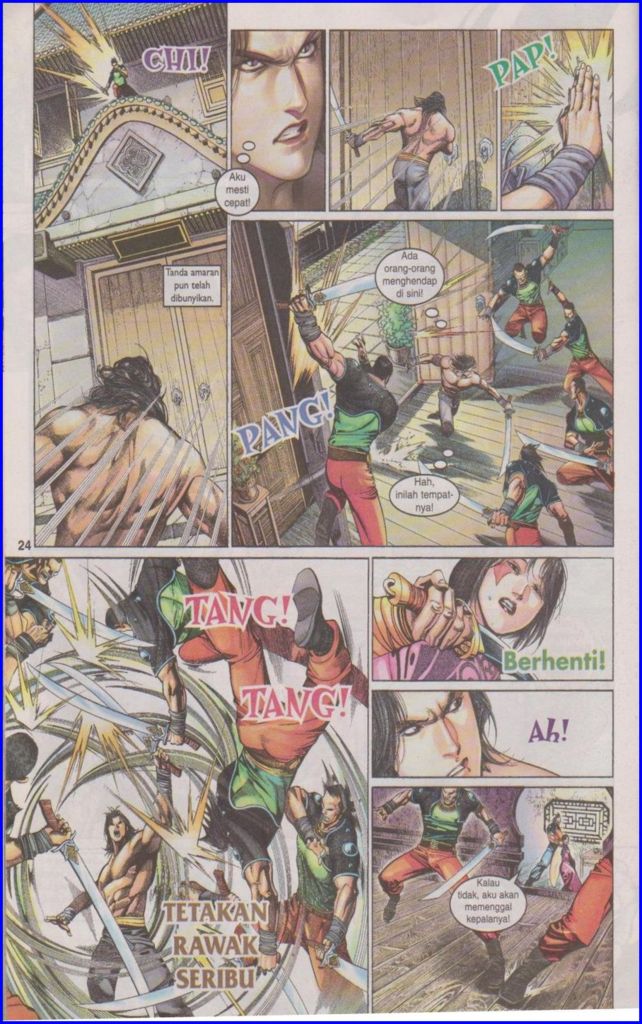 CHI!
Aku
mesti
cepat!
PAP!
Tanda amaran
pun telah
dibunyikan.
Ada
orang-orang
menghendap
di sini!
PANG!
Hah,
inilah tempat-
nya!
24
TANG!
TANG!
TETAKAN
RAWAK
SERIBU
Berhenti!
Ah!
Kalau
tidak, aku akan
memenggal
kepalanya!